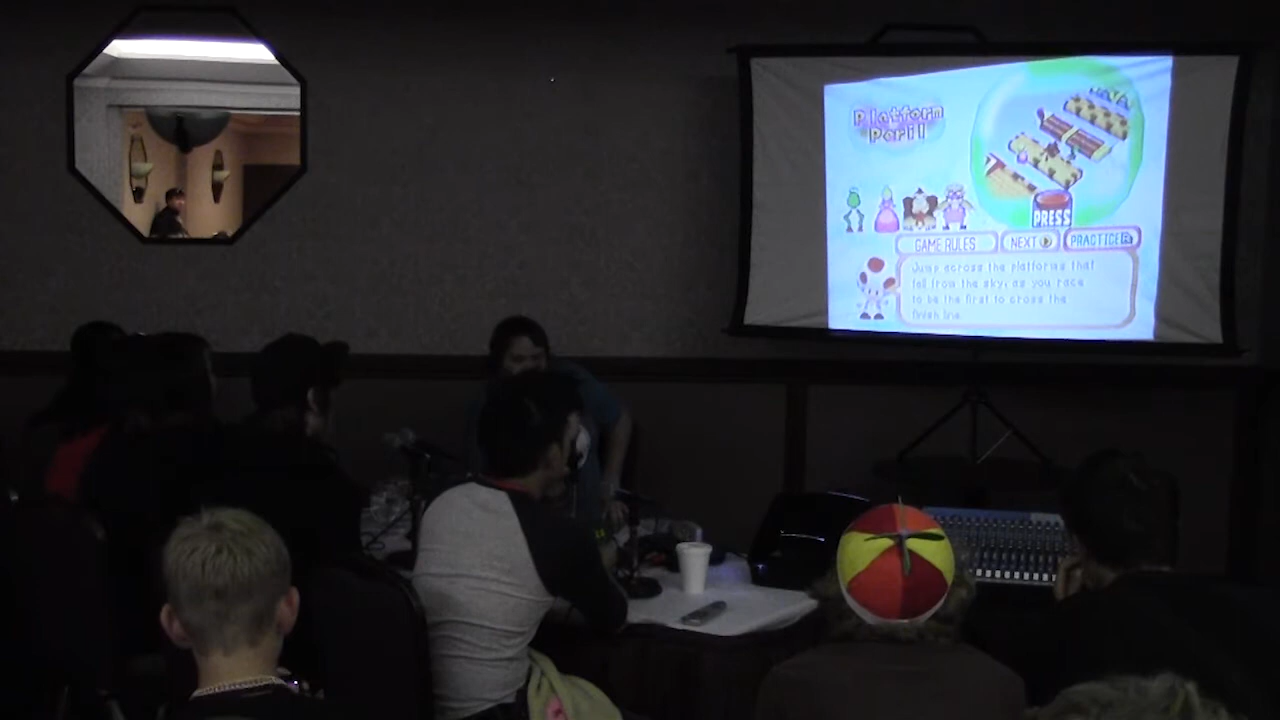 Platform
Peril
PRESS
GAME RULES
NEXT
PRACTICE
Jump across the platforms that
fall from the sky, as you race
to be the first to cross the
finish line.